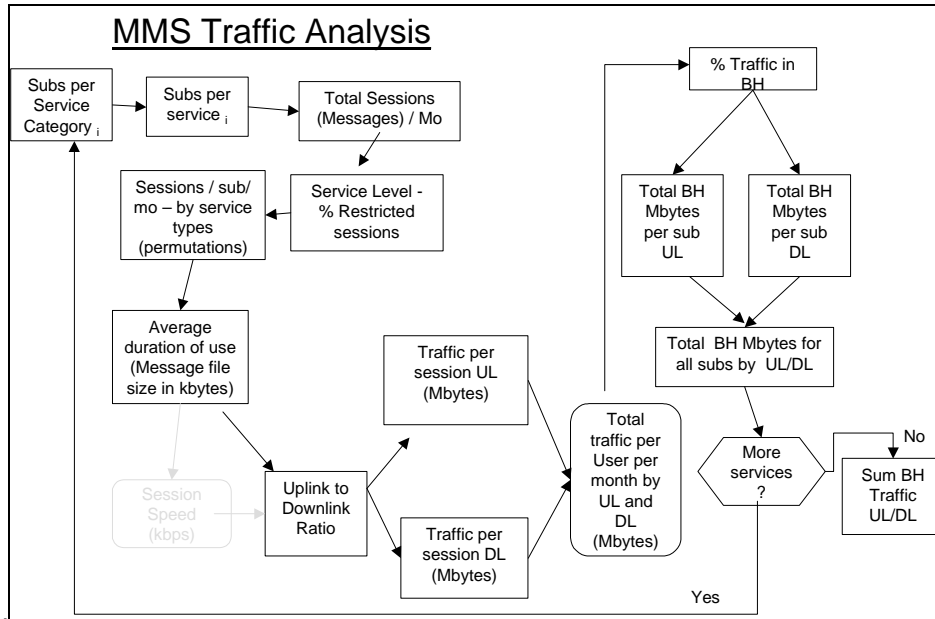 MMS Traffic Analysis
Subs per
Service
Category i
Subs per
service i
Total Sessions
(Messages) / Mo
Sessions / sub/
mo – by service
types
(permutations)
Service Level -
% Restricted
sessions
Average
duration of use
(Message file
size in kbytes)
Session
Speed
(kbps)
Uplink to
Downlink
Ratio
Traffic per
session UL
(Mbytes)
Traffic per
session DL
(Mbytes)
Total
traffic per
User per
month by
UL and
DL
(Mbytes)
% Traffic in
BH
Total BH
Mbytes
per sub
UL
Total BH
Mbytes
per sub
DL
Total BH Mbytes for
all subs by UL/DL
More
services
?
No
Sum BH
Traffic
UL/DL
Yes